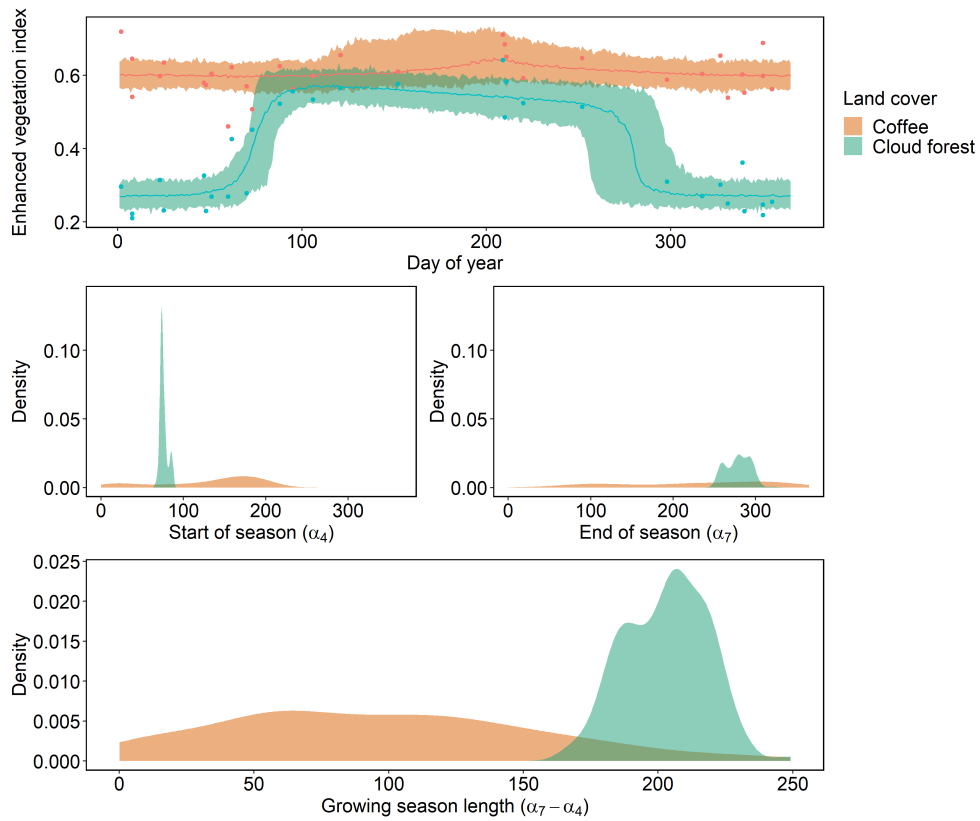 Enhanced vegetation index
0.6
0.4
0.2
0 100 200 300
Day of year
Land cover
Coffee
Cloud forest
Density
0.10
0.05
0.00
0 100 200 300
Start of season (α4)
Density
0.10
0.05
0.00
0 100 200 300
End of season (α7)
Density
0.025
0.020
0.015
0.010
0.005
0.000
0 50 100 150 200 250
Growing season length (α7 − α4)